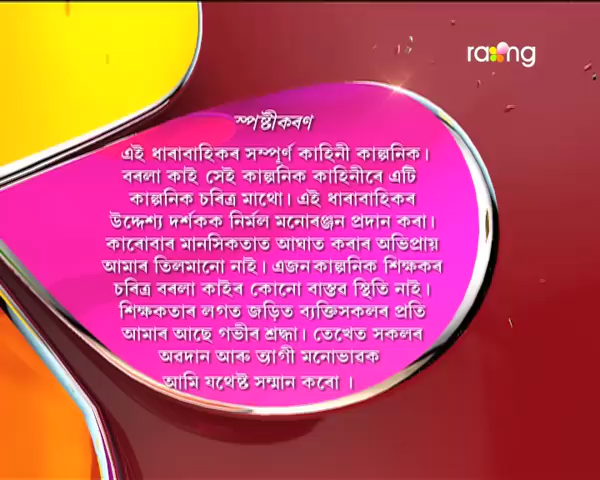 rang
স্পষ্টীকৰণ
এই ধাৰাবাহিকৰ সম্পূৰ্ণ কাহিনী কাল্পনিক।
বৰলা কাই সেই কাল্পনিক কাহিনীৰে এটি
কাল্পনিক চৰিত্ৰ মাথো। এই ধাৰাবাহিকৰ
উদ্দেশ্য দৰ্শকক নিৰ্মল মনোৰঞ্জন প্ৰদান কৰা।
কাৰোবাৰ মানসিকতাত আঘাত কৰাৰ অভিপ্ৰায়
আমাৰ তিলমানো নাই। এজন কাল্পনিক শিক্ষকৰ
চৰিত্ৰ বৰলা কাইৰ কোনো বাস্তৱ স্থিতি নাই।
শিক্ষকতাৰ লগত জড়িত ব্যক্তিসকলৰ প্ৰতি
আমাৰ আছে গভীৰ শ্ৰদ্ধা। তেখেত সকলৰ
অৱদান আৰু ত্যাগী মনোভাৱক
আমি যথেষ্ট সন্মান কৰো ।